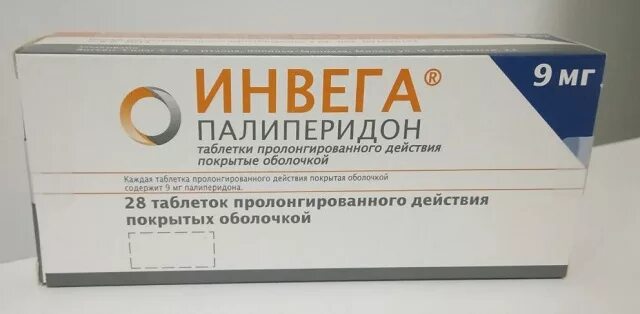 ИНВЕГА®
ПАЛИПЕРИДОН
таблетки пролонгированного действия
покрытые оболочкой
9 мг
Каждая таблетка пролонгированного действия покрытая оболочкой
содержит 9 мг палиперидона.
28 таблеток пролонгированного действия
покрытых оболочкой